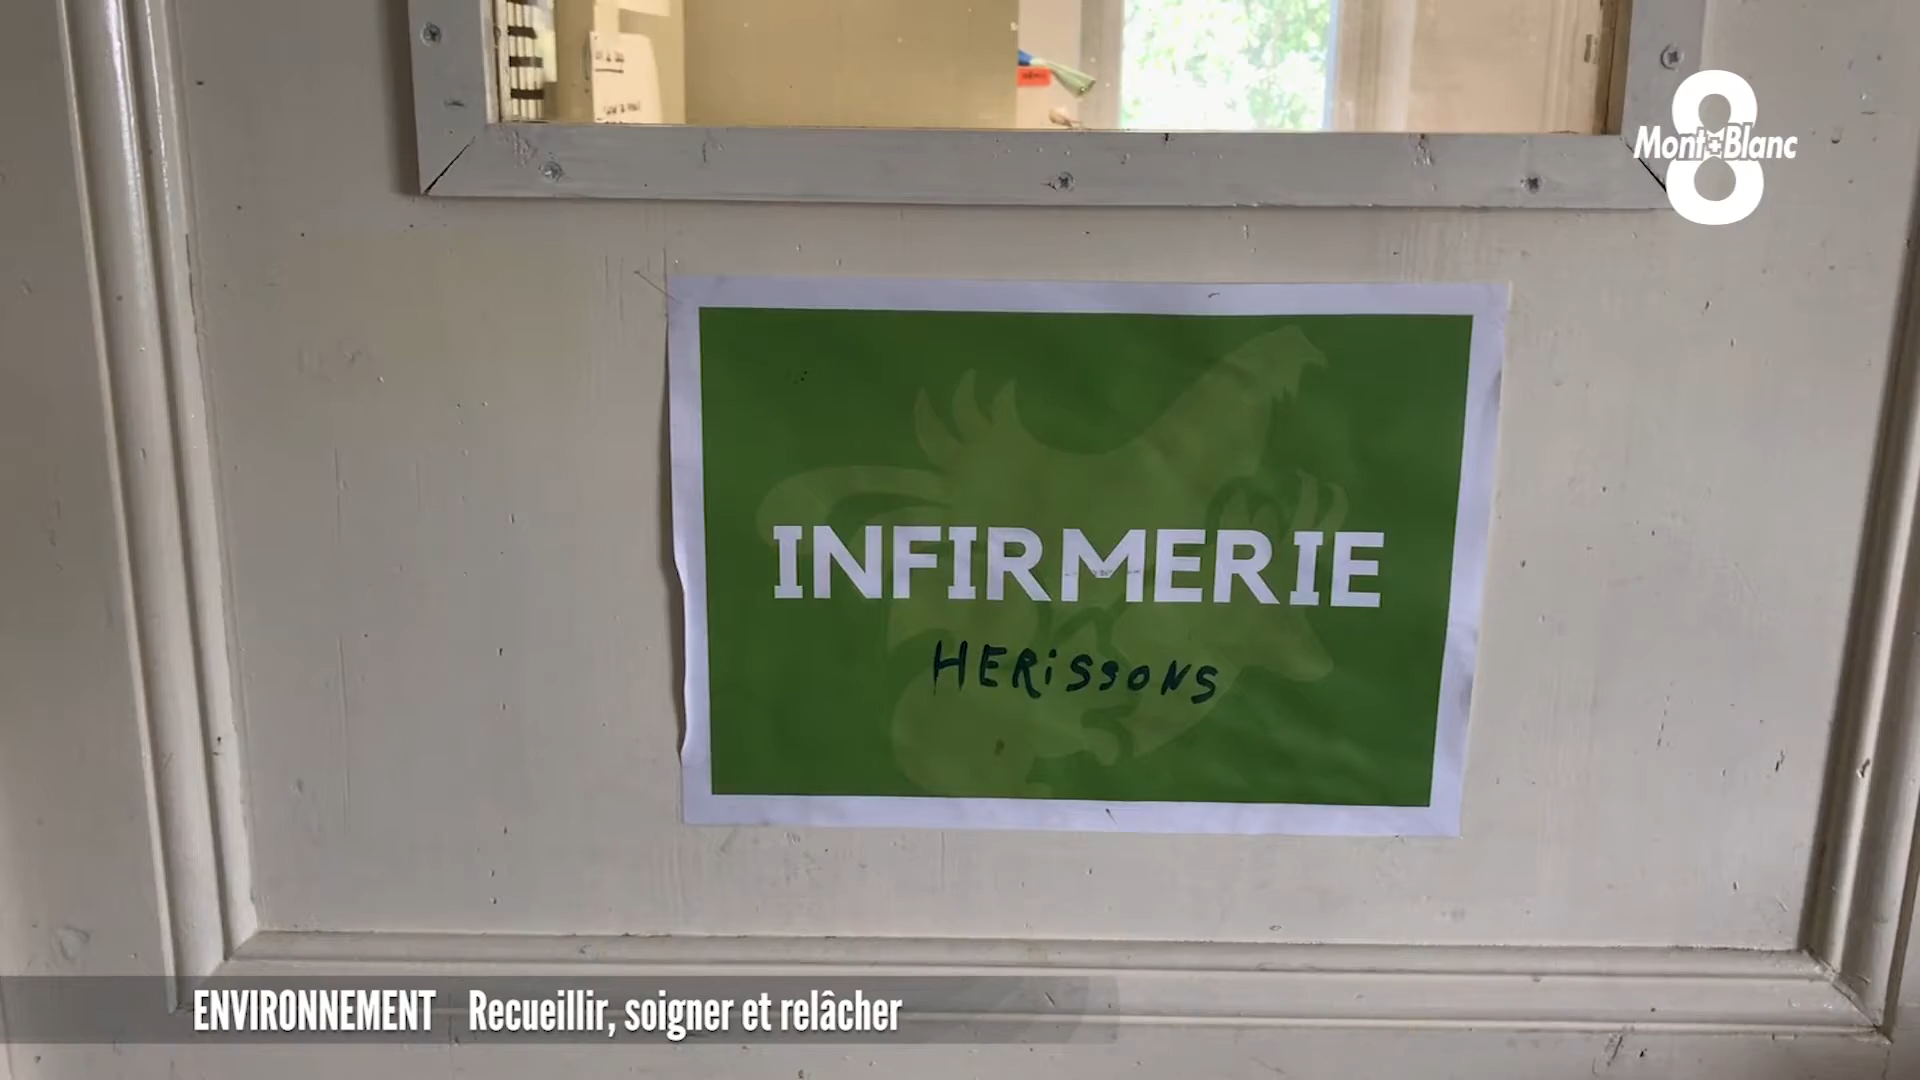 8
Mont Blanc
INFIRMERIE
HERiSSONS
ENVIRONNEMENT Recueillir, soigner et relâcher